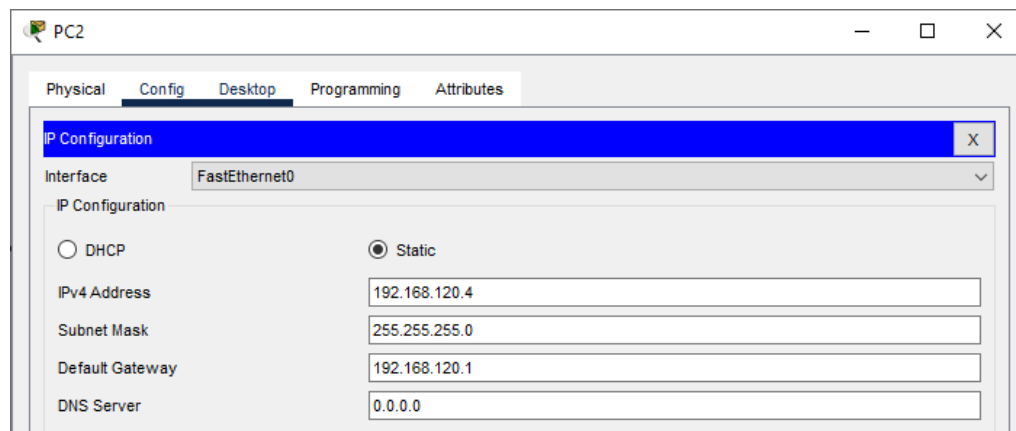 PC2
Physical Config Desktop Programming Attributes
IP Configuration X
Interface FastEthernet0
IP Configuration
DHCP Static
IPv4 Address 192.168.120.4
Subnet Mask 255.255.255.0
Default Gateway 192.168.120.1
DNS Server 0.0.0.0